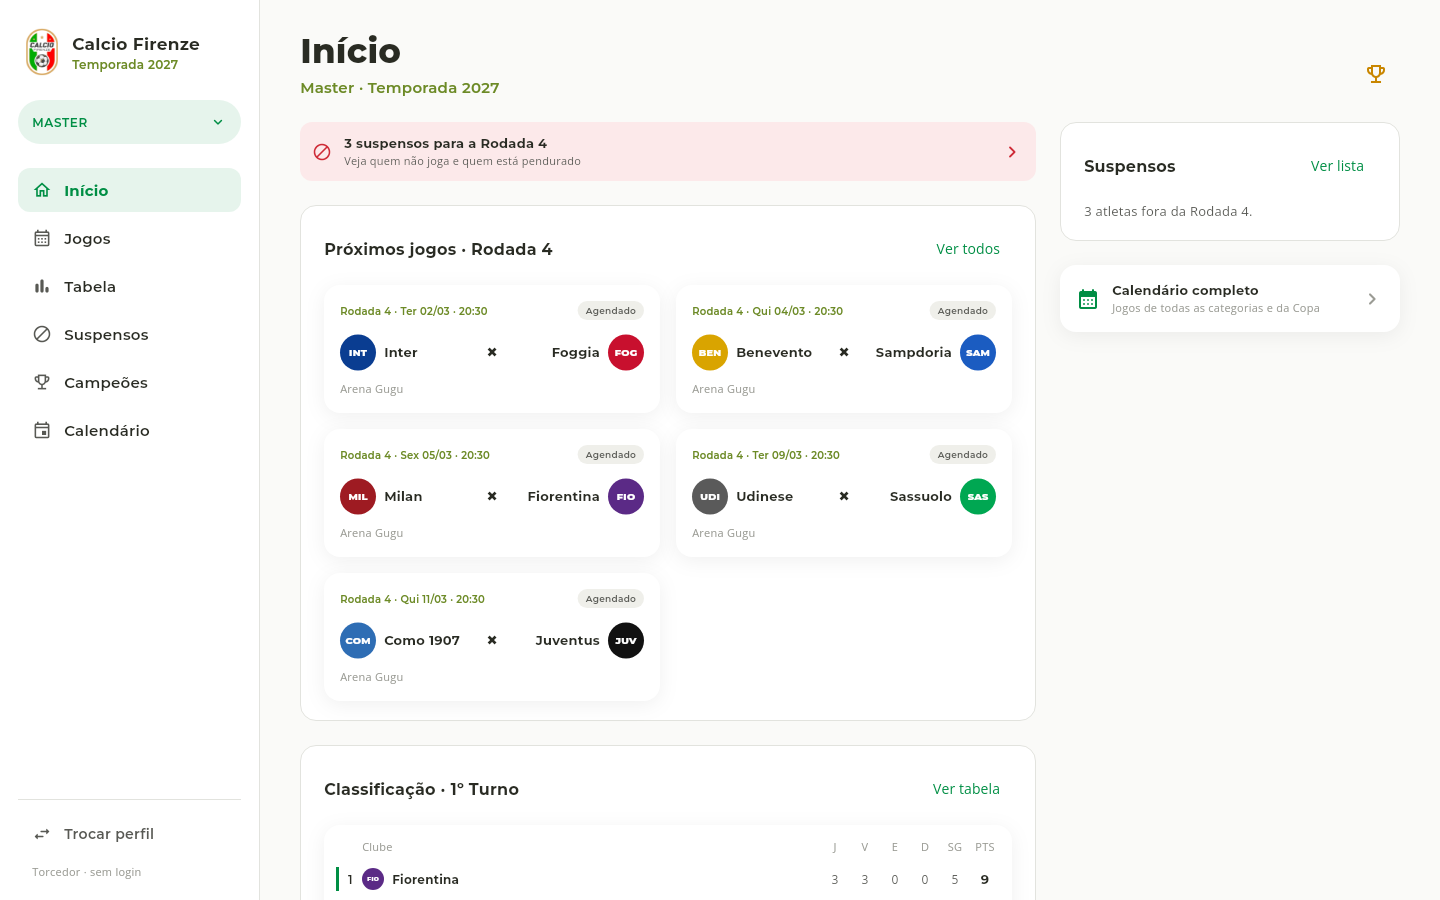 CALCIO
Calcio Firenze
Temporada 2027
MASTER
Início
Jogos
Tabela
Suspensos
Campeões
Calendário
Trocar perfil
Torcedor · sem login
Início
Master · Temporada 2027
3 suspensos para a Rodada 4
Veja quem não joga e quem está pendurado
Próximos jogos · Rodada 4
Ver todos
Rodada 4 · Ter 02/03 · 20:30
Agendado
INT Inter ✖ Foggia FOG
Arena Gugu
Rodada 4 · Qui 04/03 · 20:30
Agendado
BEN Benevento ✖ Sampdoria SAM
Arena Gugu
Rodada 4 · Sex 05/03 · 20:30
Agendado
MIL Milan ✖ Fiorentina FIO
Arena Gugu
Rodada 4 · Ter 09/03 · 20:30
Agendado
UDI Udinese ✖ Sassuolo SAS
Arena Gugu
Rodada 4 · Qui 11/03 · 20:30
Agendado
COM Como 1907 ✖ Juventus JUV
Arena Gugu
Classificação · 1º Turno
Ver tabela
Clube J V E D SG PTS
1 FIO Fiorentina 3 3 0 0 5 9
Suspensos
Ver lista
3 atletas fora da Rodada 4.
Calendário completo
Jogos de todas as categorias e da Copa